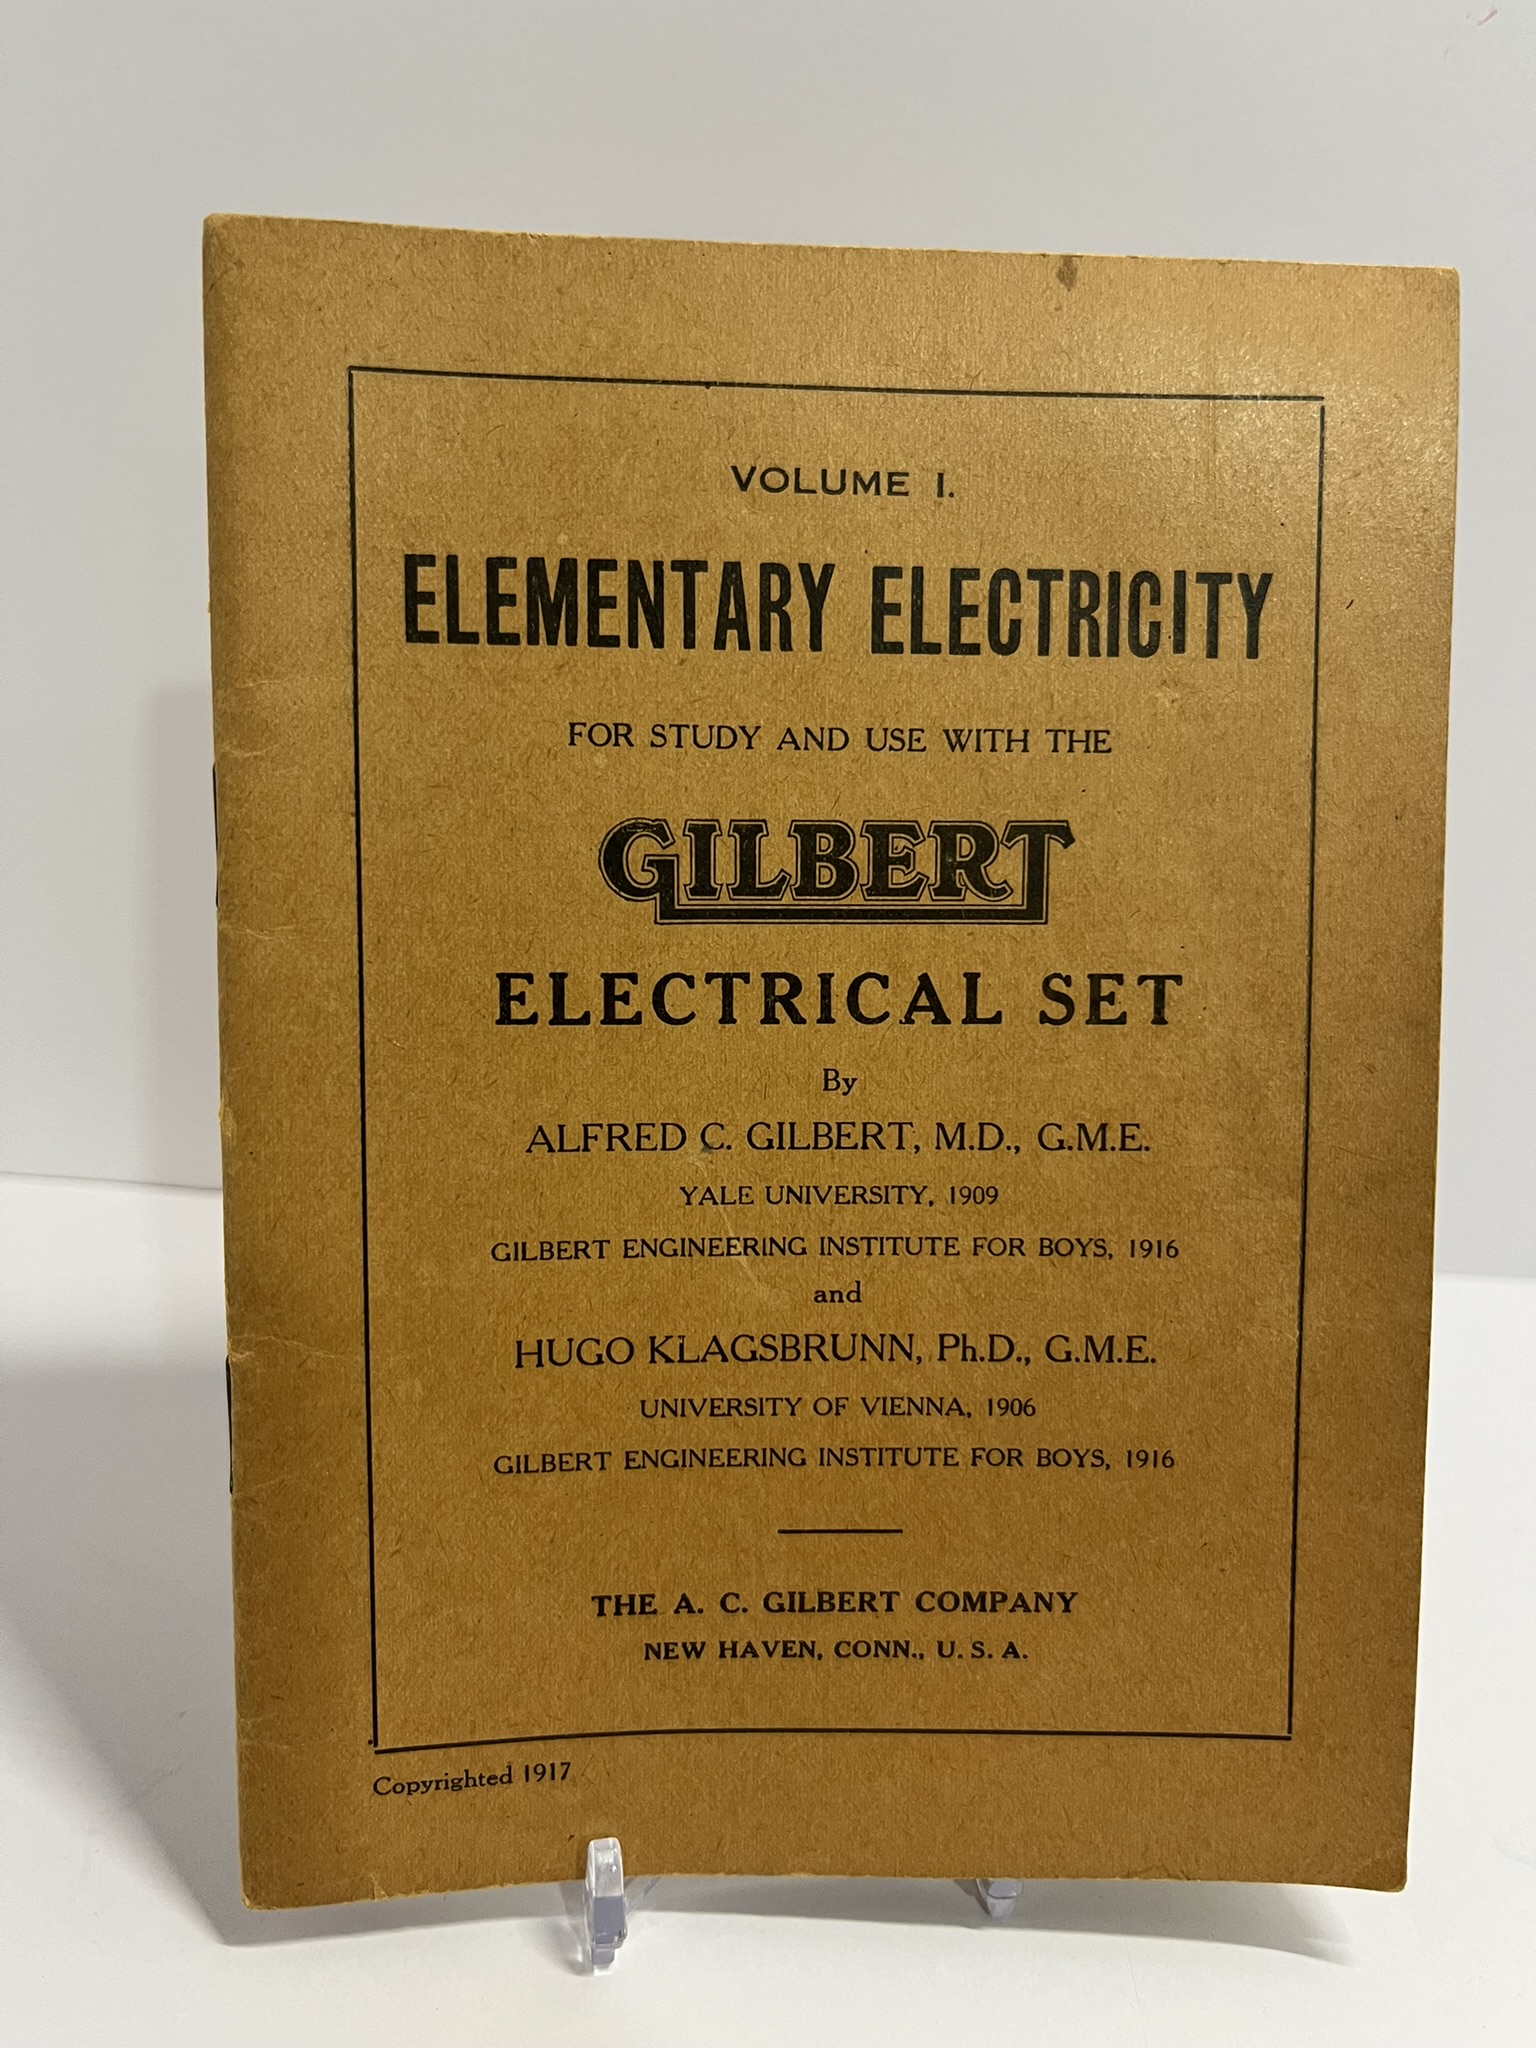 VOLUME I.
ELEMENTARY ELECTRICITY
FOR STUDY AND USE WITH THE
GILBERT
ELECTRICAL SET
By
ALFRED C. GILBERT, M.D., G.M.E.
YALE UNIVERSITY, 1909
GILBERT ENGINEERING INSTITUTE FOR BOYS, 1916
and
HUGO KLAGSBRUNN, Ph.D., G.M.E.
UNIVERSITY OF VIENNA, 1906
GILBERT ENGINEERING INSTITUTE FOR BOYS, 1916
THE A. C. GILBERT COMPANY
NEW HAVEN, CONN., U. S. A.
Copyrighted 1917